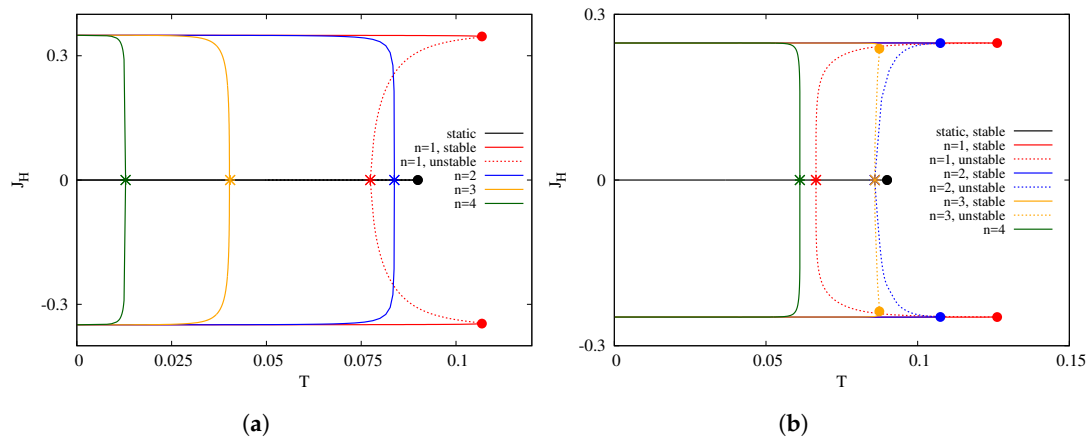 0.3
0
-0.3
J_H
0
0.025
0.05
0.075
0.1
T
static
n=1, stable
n=1, unstable
n=2
n=3
n=4
(a)
0.3
0
-0.3
J_H
0
0.05
0.1
0.15
T
static, stable
n=1, stable
n=1, unstable
n=2, stable
n=2, unstable
n=3, stable
n=3, unstable
n=4
(b)